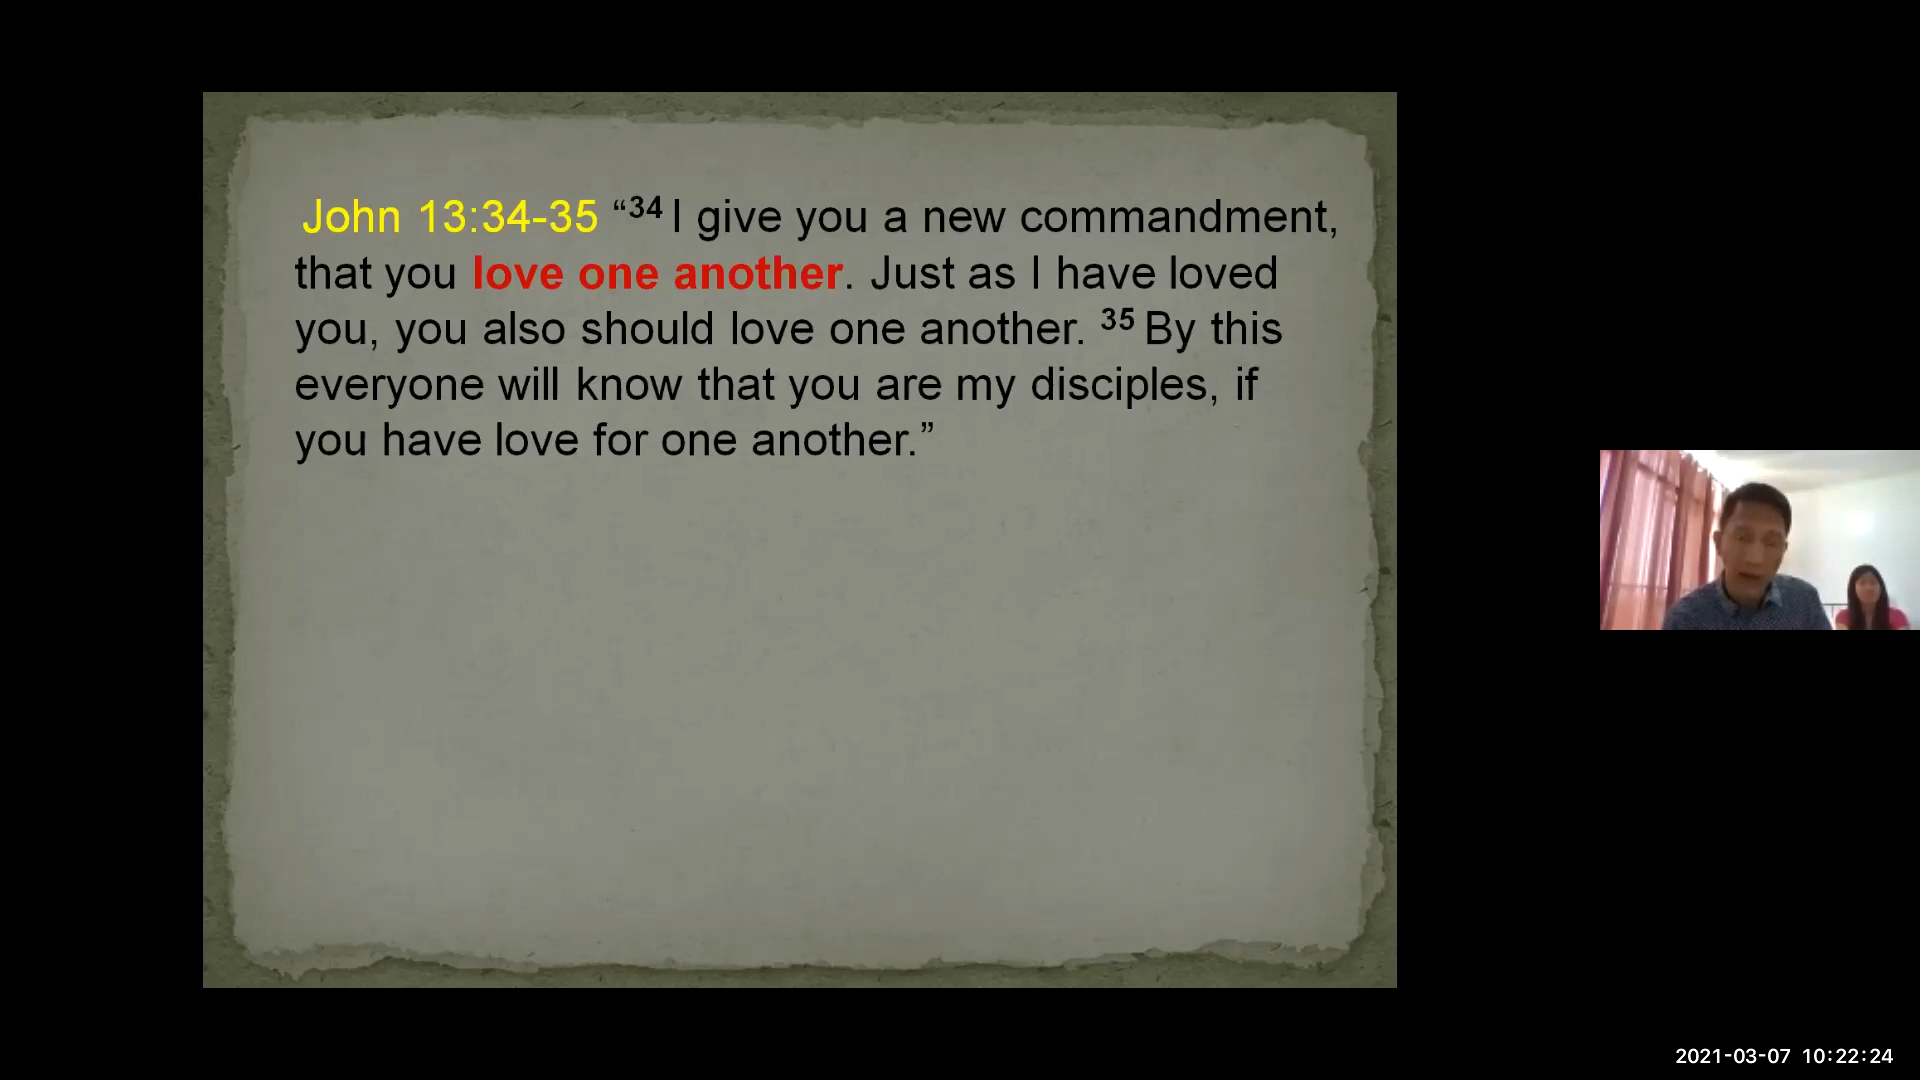 John 13:34-35 “34 I give you a new commandment,
that you love one another. Just as I have loved
you, you also should love one another. 35 By this
everyone will know that you are my disciples, if
you have love for one another.”
2021-03-07 10:22:24